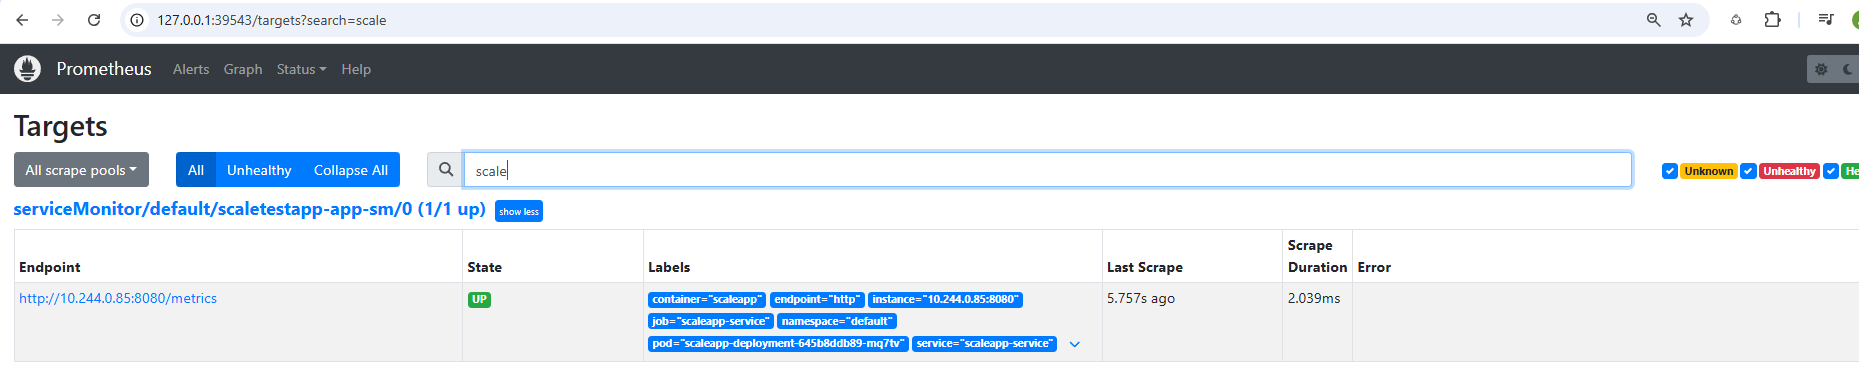 127.0.0.1:39543/targets?search=scale
Prometheus Alerts Graph Status Help
Targets
All scrape pools All Unhealthy Collapse All scale Unknown Unhealthy
serviceMonitor/default/scaletestapp-app-sm/0 (1/1 up) show less
Endpoint State Labels Last Scrape Scrape Duration Error
http://10.244.0.85:8080/metrics UP container="scaleapp" endpoint="http" instance="10.244.0.85:8080" 5.757s ago 2.039ms
job="scaleapp-service" namespace="default"
pod="scaleapp-deployment-645b8ddb89-mq7tv" service="scaleapp-service"